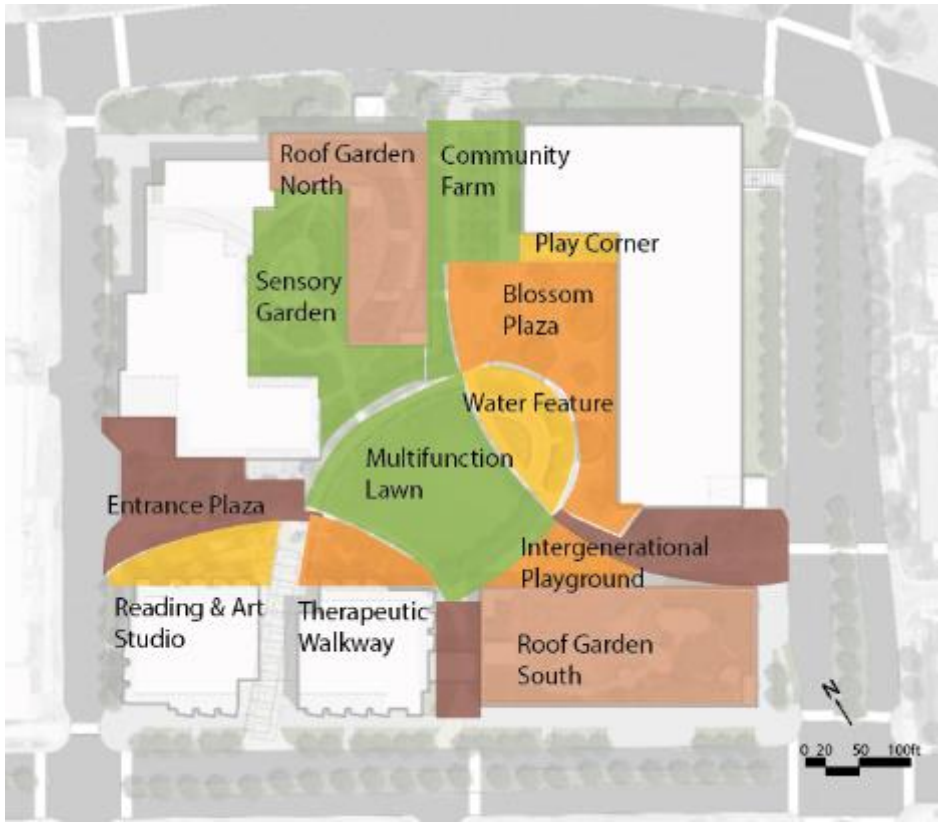 Roof Garden
North
Community
Farm
Play Corner
Sensory
Garden
Blossom
Plaza
Water Feature
Multifunction
Lawn
Entrance Plaza
Intergenerational
Playground
Reading & Art
Studio
Therapeutic
Walkway
Roof Garden
South
N
0 20 50 100ft